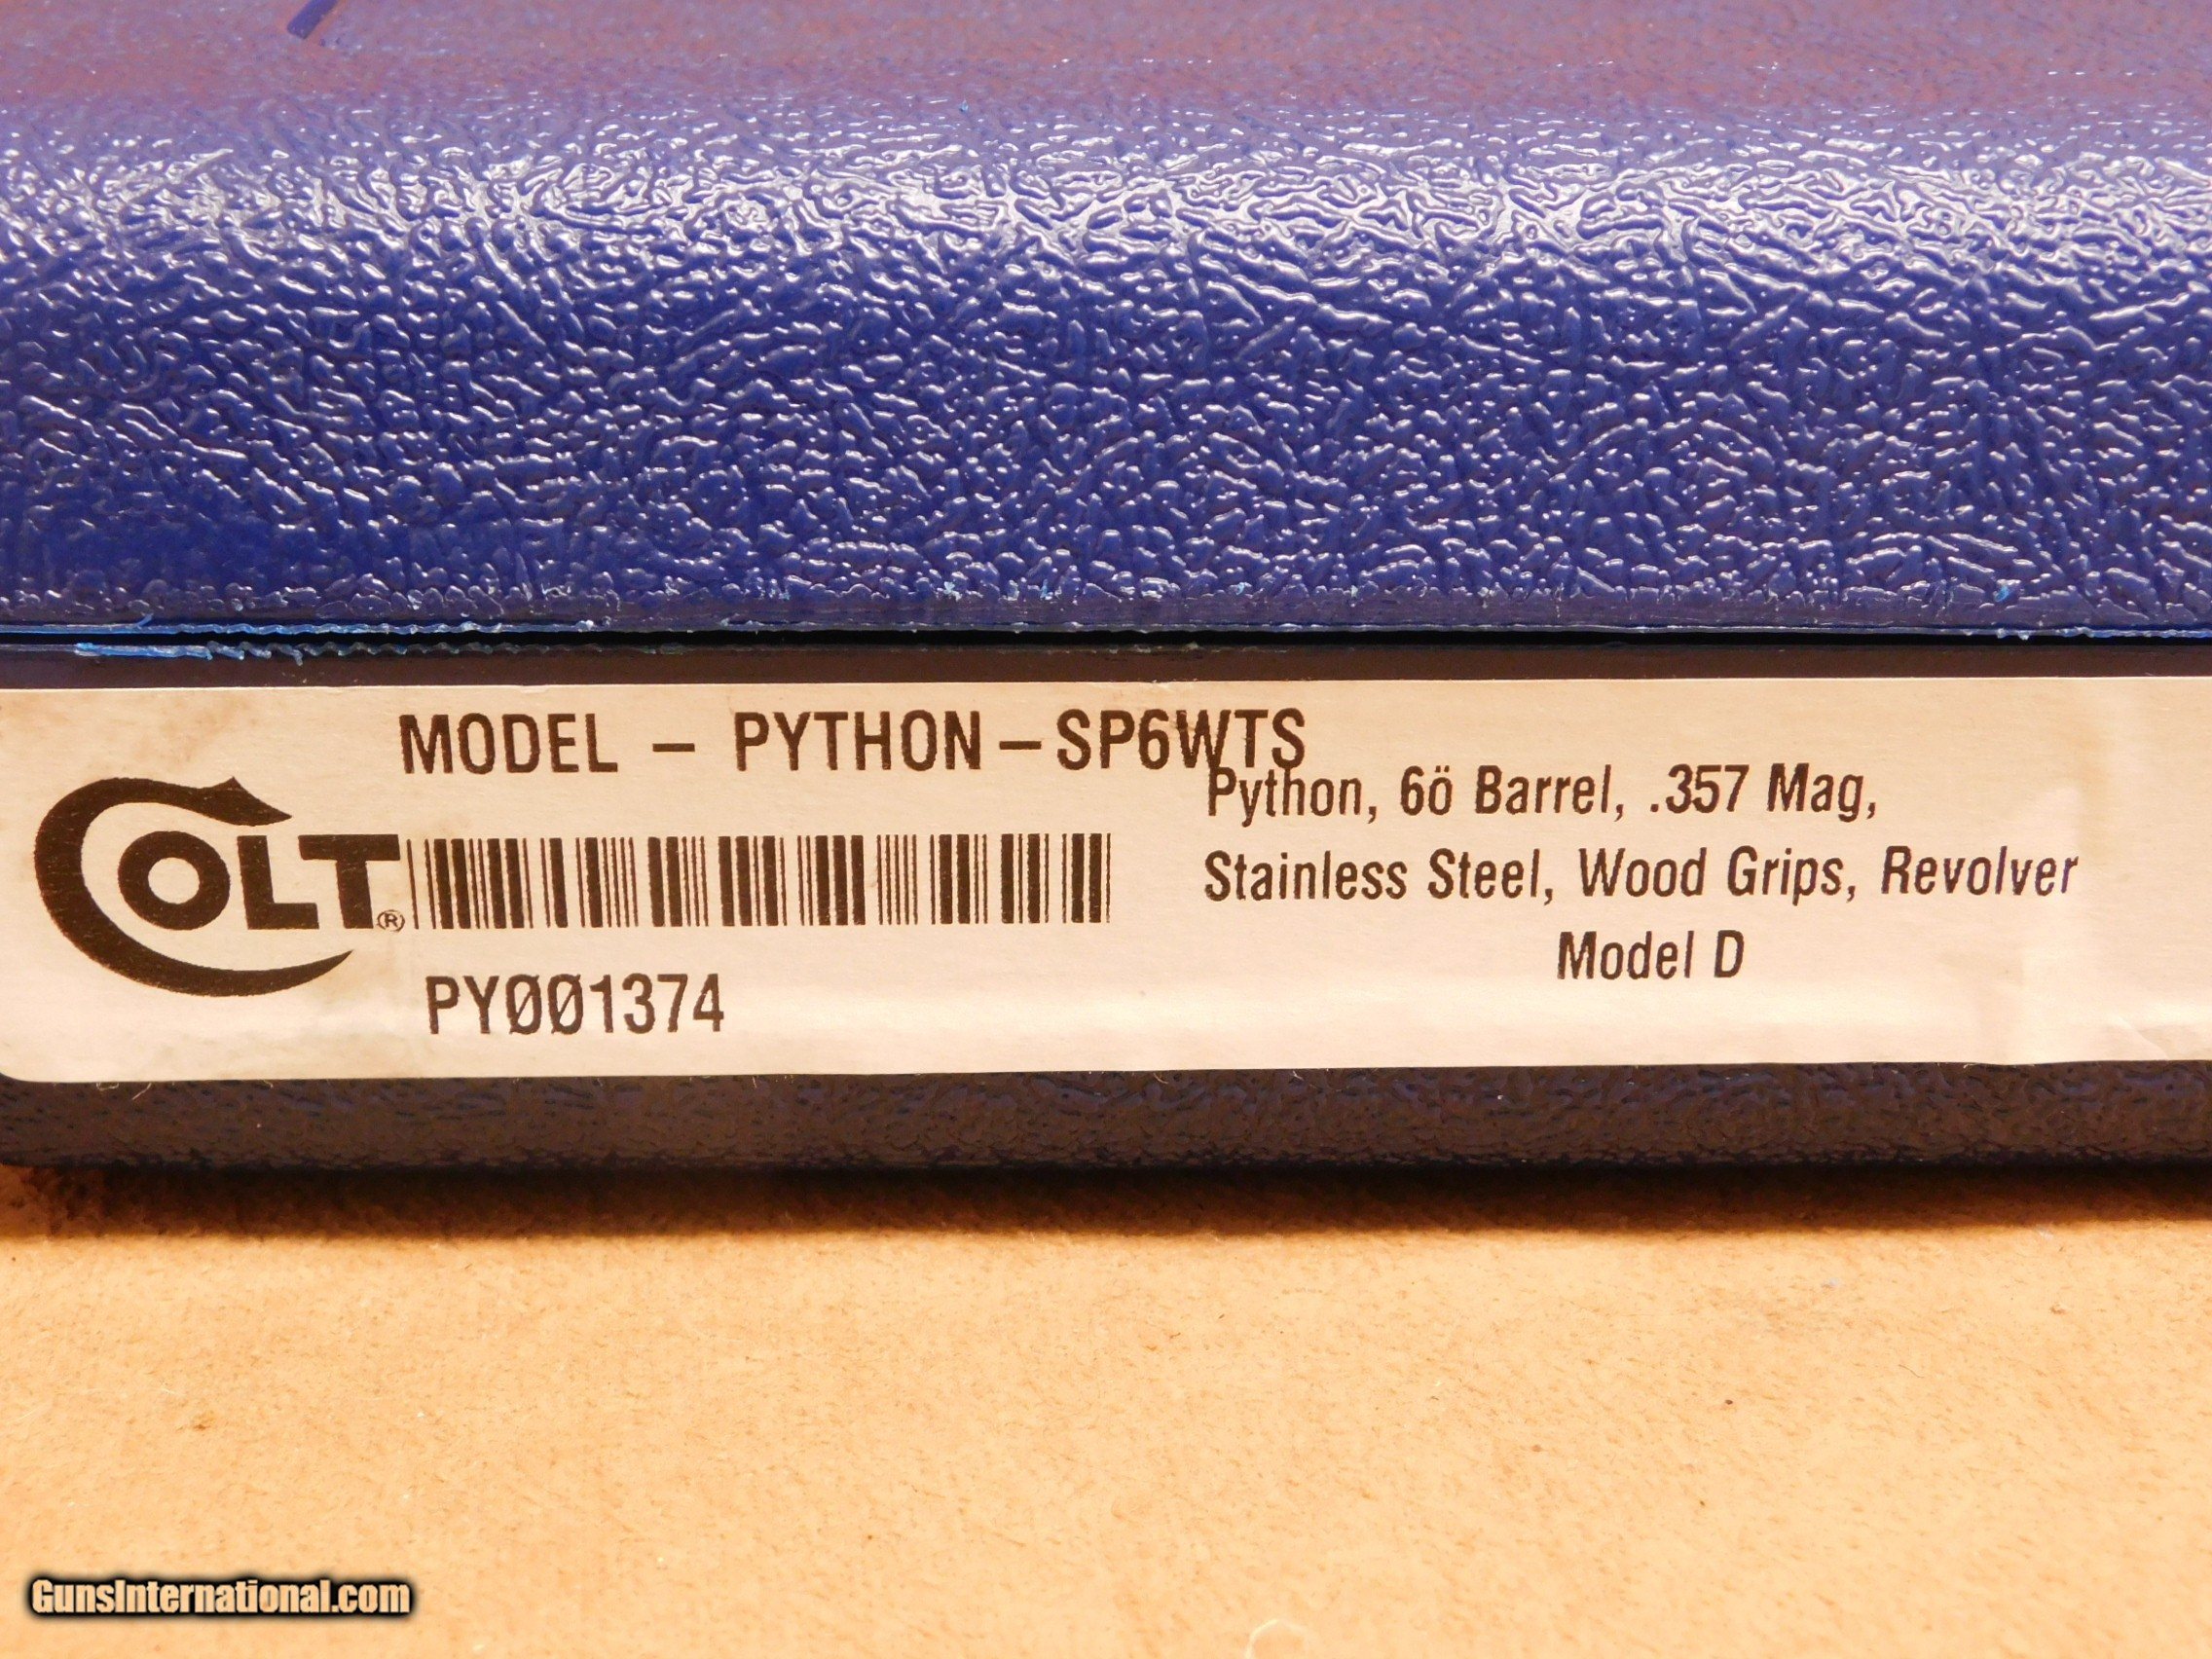 MODEL – PYTHON – SP6WTS
COLT®
PYØØ1374
Python, 6ö Barrel, .357 Mag,
Stainless Steel, Wood Grips, Revolver
Model D
GunsInternational.com